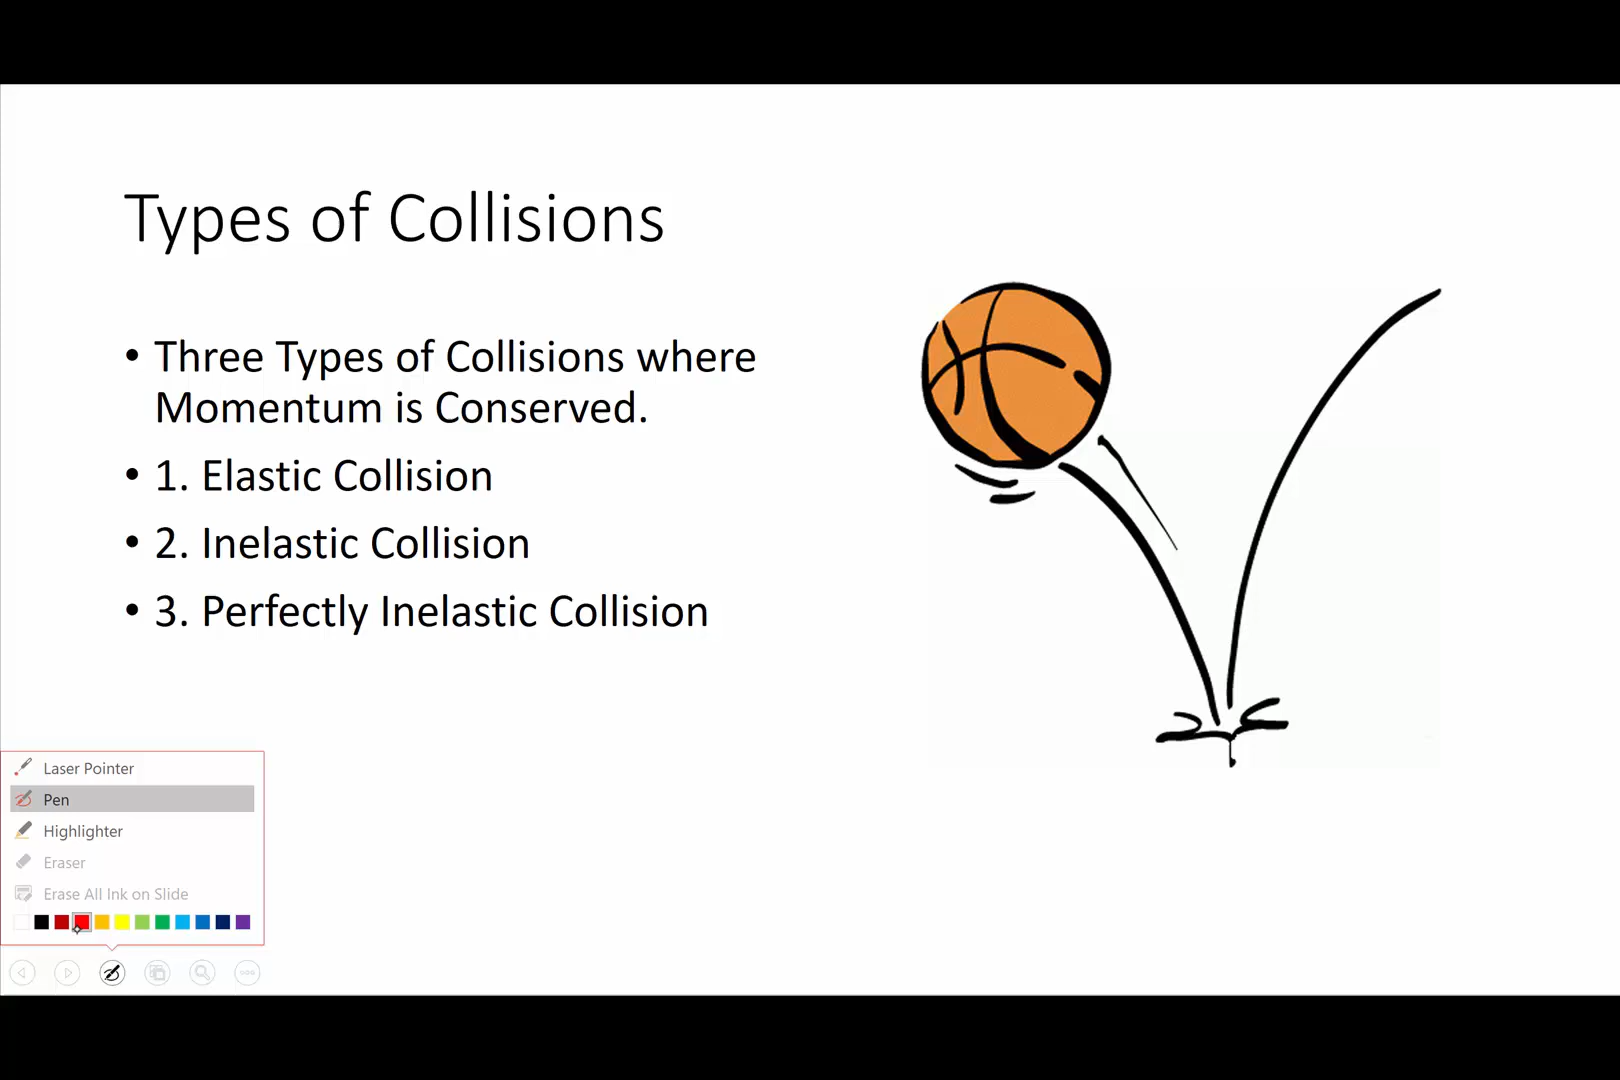 Types of Collisions
• Three Types of Collisions where
Momentum is Conserved.
• 1. Elastic Collision
• 2. Inelastic Collision
• 3. Perfectly Inelastic Collision
Laser Pointer
Pen
Highlighter
Eraser
Erase All Ink on Slide